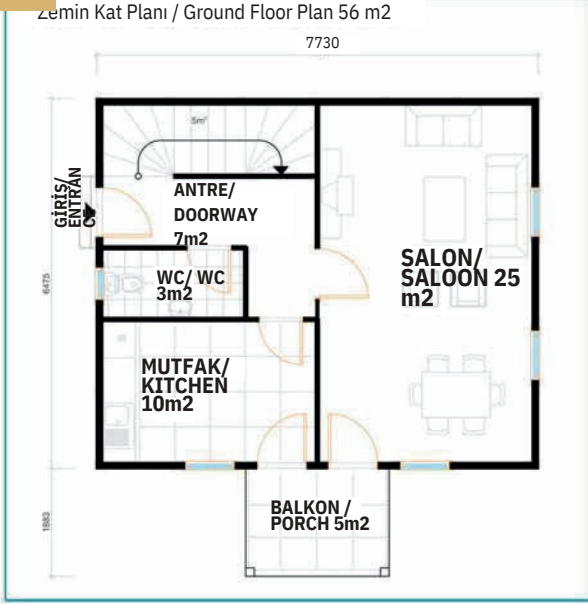 Zemin Kat Planı / Ground Floor Plan 56 m2
7730
5m²
GİRİŞ/
ENTRAN
CE
ANTRE/
DOORWAY
7m2
WC/ WC
3m2
SALON/
SALOON 25
m2
6475
MUTFAK/
KITCHEN
10m2
BALKON /
PORCH 5m2
1883